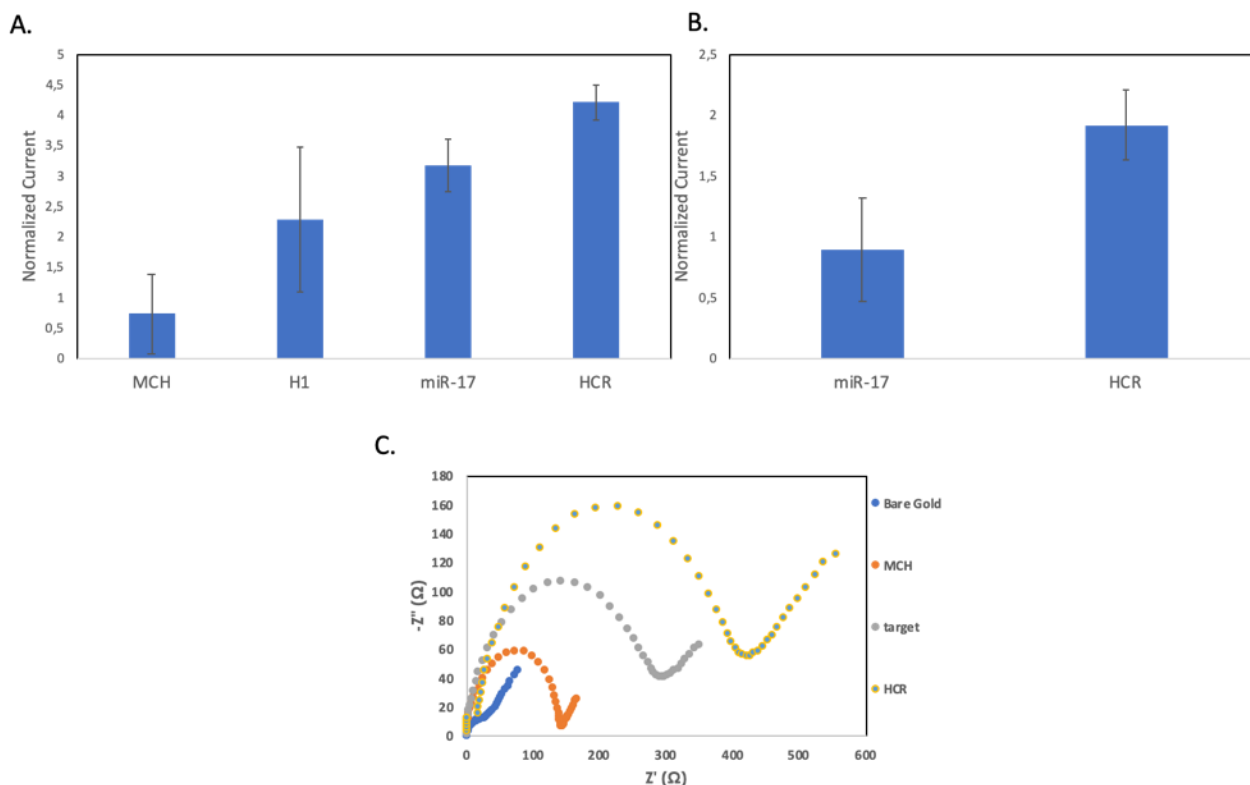 A.
5
4,5
4
3,5
3
2,5
2
1,5
1
0,5
0
Normalized Current
MCH H1 miR-17 HCR
B.
2,5
2
1,5
1
0,5
0
Normalized Current
miR-17 HCR
C.
180
160
140
120
100
80
60
40
20
0
-Z" (Ω)
0 100 200 300 400 500 600
Z' (Ω)
Bare Gold
MCH
target
HCR